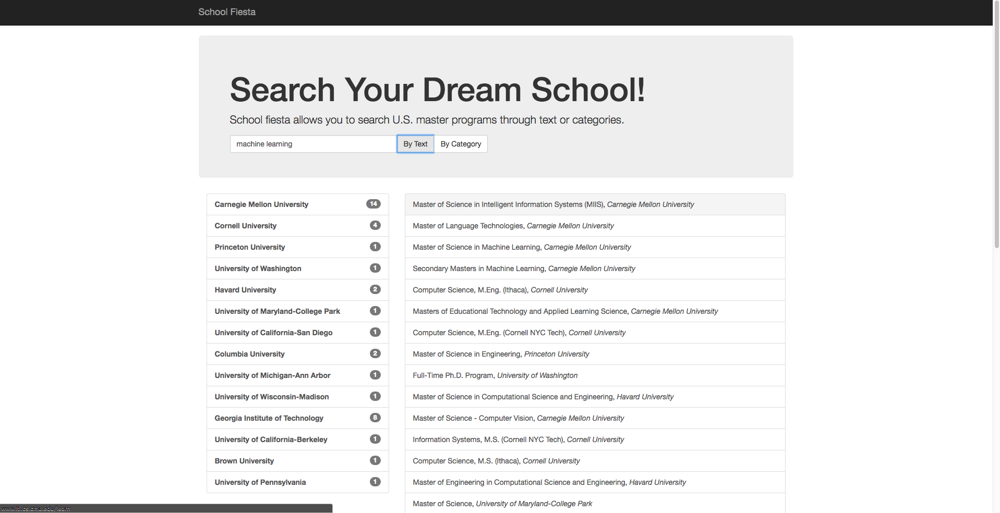 School Fiesta
Search Your Dream School!
School fiesta allows you to search U.S. master programs through text or categories.
machine learning By Text By Category
Carnegie Mellon University 14
Cornell University 4
Princeton University 1
University of Washington 1
Havard University 2
University of Maryland-College Park 1
University of California-San Diego 1
Columbia University 2
University of Michigan-Ann Arbor 1
University of Wisconsin-Madison 1
Georgia Institute of Technology 8
University of California-Berkeley 1
Brown University 1
University of Pennsylvania 1
Master of Science in Intelligent Information Systems (MIIS), Carnegie Mellon University
Master of Language Technologies, Carnegie Mellon University
Master of Science in Machine Learning, Carnegie Mellon University
Secondary Masters in Machine Learning, Carnegie Mellon University
Computer Science, M.Eng. (Ithaca), Cornell University
Masters of Educational Technology and Applied Learning Science, Carnegie Mellon University
Computer Science, M.Eng. (Cornell NYC Tech), Cornell University
Master of Science in Engineering, Princeton University
Full-Time Ph.D. Program, University of Washington
Master of Science in Computational Science and Engineering, Havard University
Master of Science - Computer Vision, Carnegie Mellon University
Information Systems, M.S. (Cornell NYC Tech), Cornell University
Computer Science, M.S. (Ithaca), Cornell University
Master of Engineering in Computational Science and Engineering, Havard University
Master of Science, University of Maryland-College Park